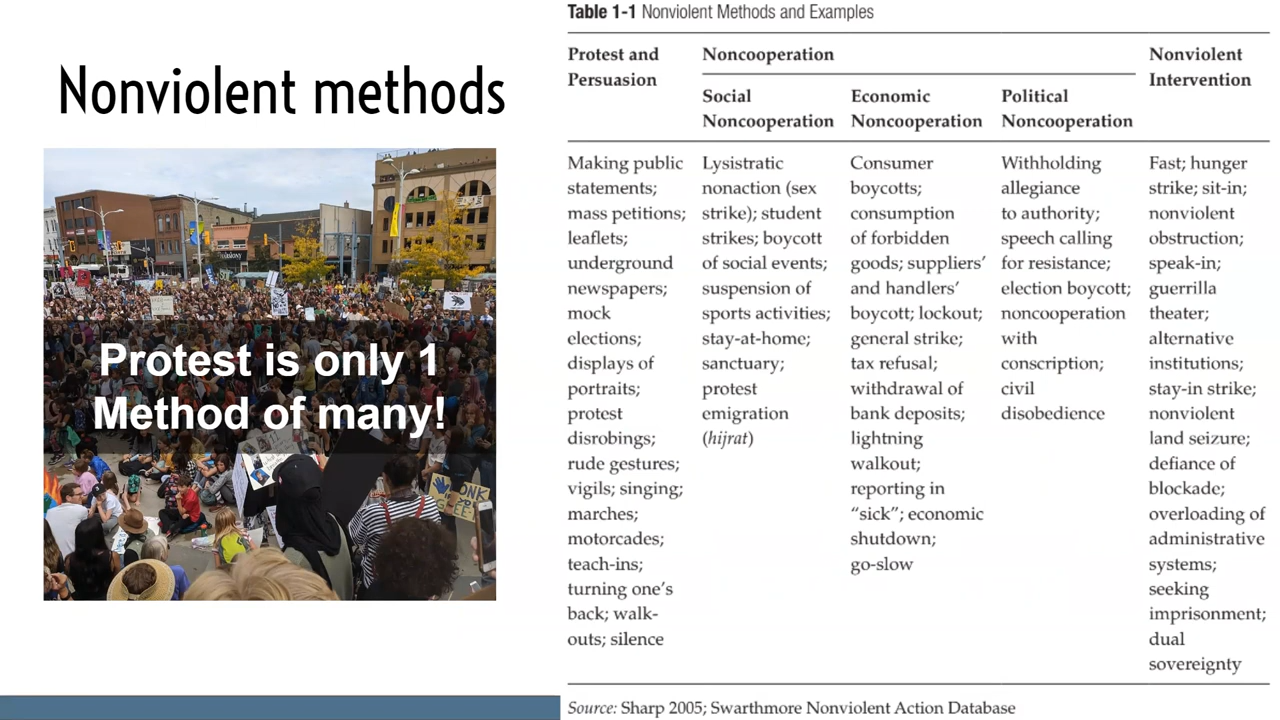 Nonviolent methods
Protest is only 1
Method of many!
Table 1-1 Nonviolent Methods and Examples
Protest and
Persuasion
Noncooperation
Social
Noncooperation
Economic
Noncooperation
Political
Noncooperation
Nonviolent
Intervention
Making public
statements;
mass petitions;
leaflets;
underground
newspapers;
mock
elections;
displays of
portraits;
protest
disrobings;
rude gestures;
vigils; singing;
marches;
motorcades;
teach-ins;
turning one’s
back; walk-
outs; silence
Lysistratic
nonaction (sex
strike); student
strikes; boycott
of social events;
suspension of
sports activities;
stay-at-home;
sanctuary;
protest
emigration
(hijrat)
Consumer
boycotts;
consumption
of forbidden
goods; suppliers’
and handlers’
boycott; lockout;
general strike;
tax refusal;
withdrawal of
bank deposits;
lightning
walkout;
reporting in
“sick”; economic
shutdown;
go-slow
Withholding
allegiance
to authority;
speech calling
for resistance;
election boycott;
noncooperation
with
conscription;
civil
disobedience
Fast; hunger
strike; sit-in;
nonviolent
obstruction;
speak-in;
guerrilla
theater;
alternative
institutions;
stay-in strike;
nonviolent
land seizure;
defiance of
blockade;
overloading of
administrative
systems;
seeking
imprisonment;
dual
sovereignty
Source: Sharp 2005; Swarthmore Nonviolent Action Database